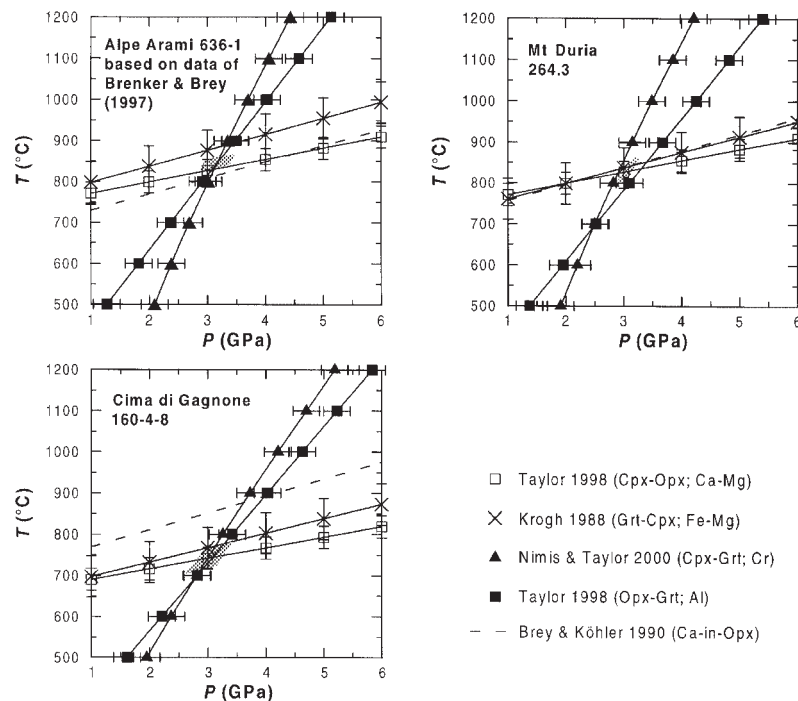 1200
1100
1000
900
800
700
600
500
T (°C)
Alpe Arami 636-1
based on data of
Brenker & Brey
(1997)
1 2 3 4 5 6
P (GPa)
1200
1100
1000
900
800
700
600
500
T (°C)
Mt Duria
264.3
1 2 3 4 5 6
P (GPa)
1200
1100
1000
900
800
700
600
500
T (°C)
Cima di Gagnone
160-4-8
1 2 3 4 5 6
P (GPa)
Taylor 1998 (Cpx-Opx; Ca-Mg)
Krogh 1988 (Grt-Cpx; Fe-Mg)
Nimis & Taylor 2000 (Cpx-Grt; Cr)
Taylor 1998 (Opx-Grt; Al)
Brey & Köhler 1990 (Ca-in-Opx)